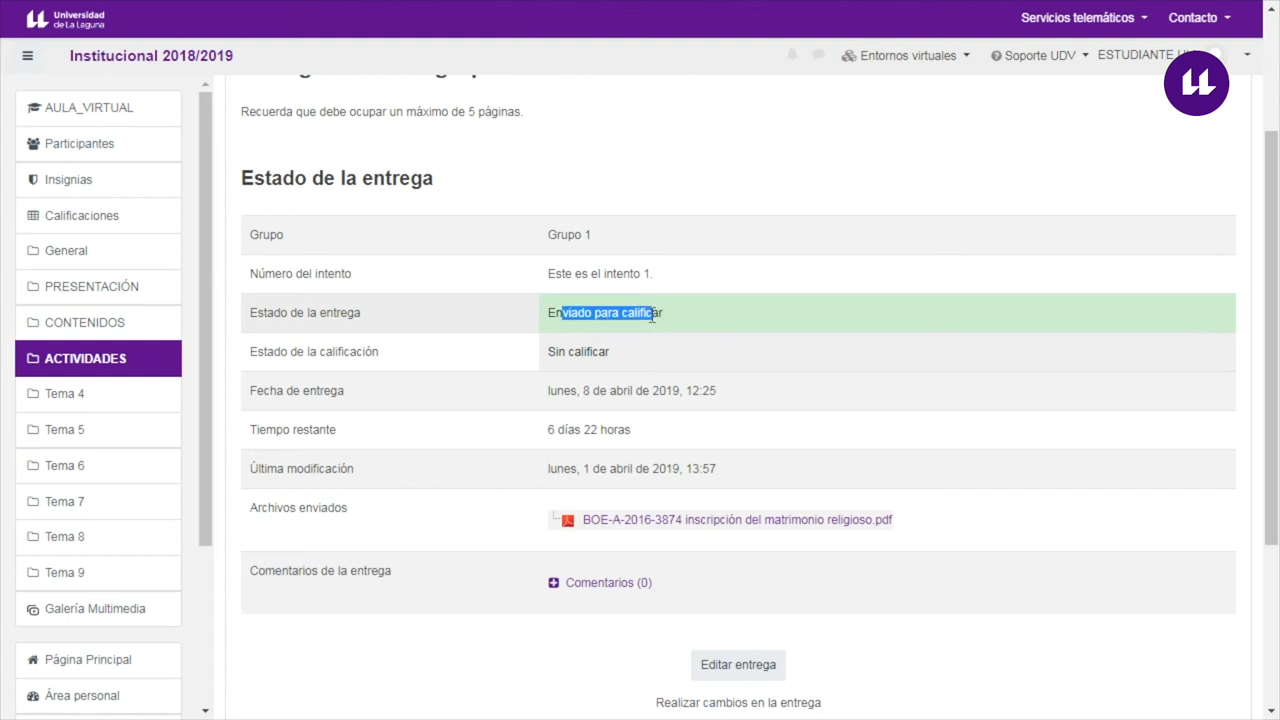 Universidad
de La Laguna
Servicios telemáticos
Contacto
Institucional 2018/2019
Entornos virtuales
Soporte UDV
ESTUDIANTE
AULA_VIRTUAL
Participantes
Insignias
Calificaciones
General
PRESENTACIÓN
CONTENIDOS
ACTIVIDADES
Tema 4
Tema 5
Tema 6
Tema 7
Tema 8
Tema 9
Galería Multimedia
Página Principal
Área personal
Recuerda que debe ocupar un máximo de 5 páginas.
Estado de la entrega
Grupo Grupo 1
Número del intento Este es el intento 1.
Estado de la entrega Enviado para calificar
Estado de la calificación Sin calificar
Fecha de entrega lunes, 8 de abril de 2019, 12:25
Tiempo restante 6 días 22 horas
Última modificación lunes, 1 de abril de 2019, 13:57
Archivos enviados BOE-A-2016-3874 inscripción del matrimonio religioso.pdf
Comentarios de la entrega Comentarios (0)
Editar entrega
Realizar cambios en la entrega